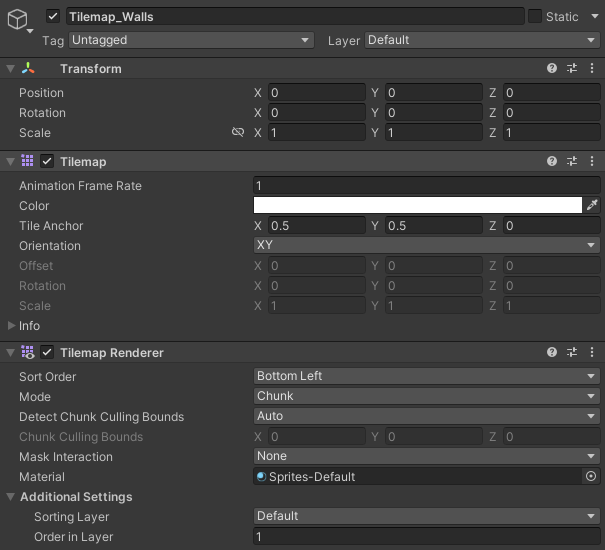 Tilemap_Walls Static
Tag Untagged Layer Default
Transform
Position X 0 Y 0 Z 0
Rotation X 0 Y 0 Z 0
Scale X 1 Y 1 Z 1
Tilemap
Animation Frame Rate 1
Color
Tile Anchor X 0.5 Y 0.5 Z 0
Orientation XY
Offset X 0 Y 0 Z 0
Rotation X 0 Y 0 Z 0
Scale X 1 Y 1 Z 1
Info
Tilemap Renderer
Sort Order Bottom Left
Mode Chunk
Detect Chunk Culling Bounds Auto
Chunk Culling Bounds X 0 Y 0 Z 0
Mask Interaction None
Material Sprites-Default
Additional Settings
Sorting Layer Default
Order in Layer 1